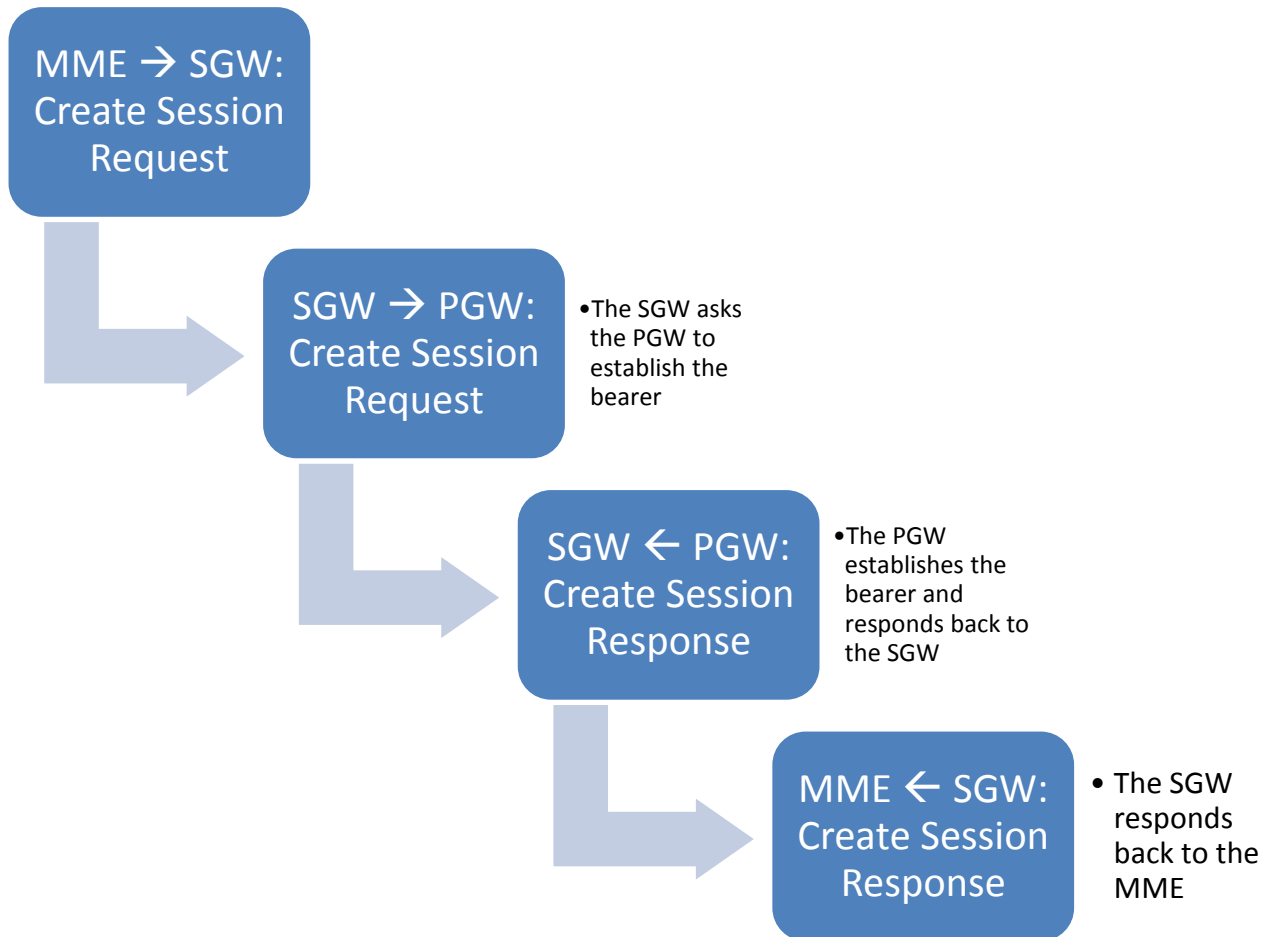 MME → SGW:
Create Session
Request
SGW → PGW:
Create Session
Request
•The SGW asks
the PGW to
establish the
bearer
SGW ← PGW:
Create Session
Response
•The PGW
establishes the
bearer and
responds back to
the SGW
MME ← SGW:
Create Session
Response
• The SGW
responds
back to the
MME